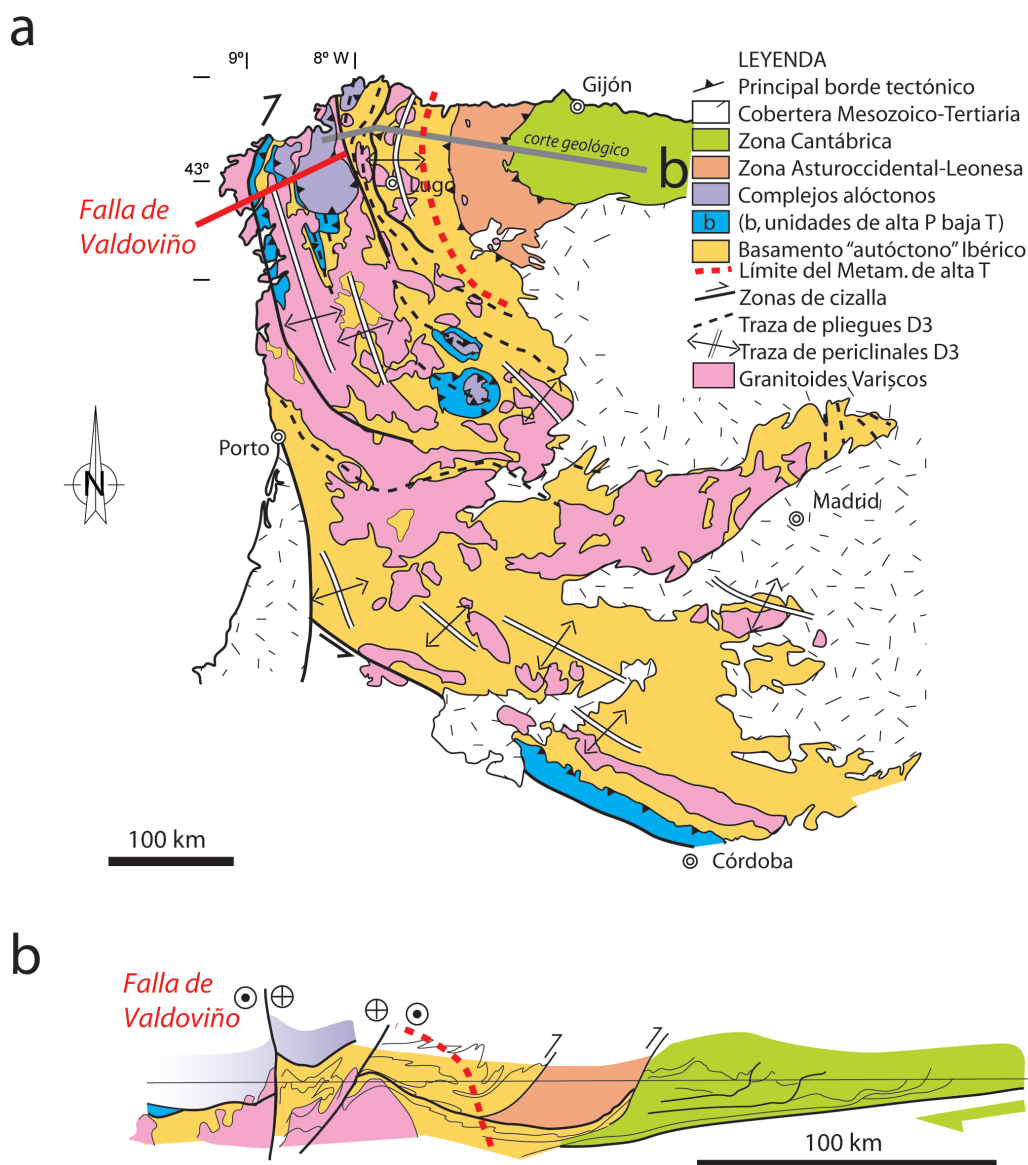 a
9º
8º W
43º
Gijón
corte geológico
b
Lugo
Falla de
Valdoviño
LEYENDA
Principal borde tectónico
Cobertera Mesozoico-Tertiaria
Zona Cantábrica
Zona Asturoccidental-Leonesa
Complejos alóctonos
b (b, unidades de alta P baja T)
Basamento "autóctono" Ibérico
Límite del Metam. de alta T
Zonas de cizalla
Traza de pliegues D3
Traza de periclinales D3
Granitoides Variscos
Porto
N
Madrid
100 km
Córdoba
b
Falla de
Valdoviño
100 km